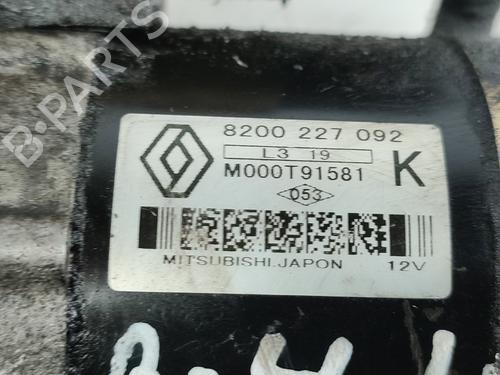 8200 227 092
L3 19
M000T91581 K
053
MITSUBISHI.JAPON 12V
B-PARTS